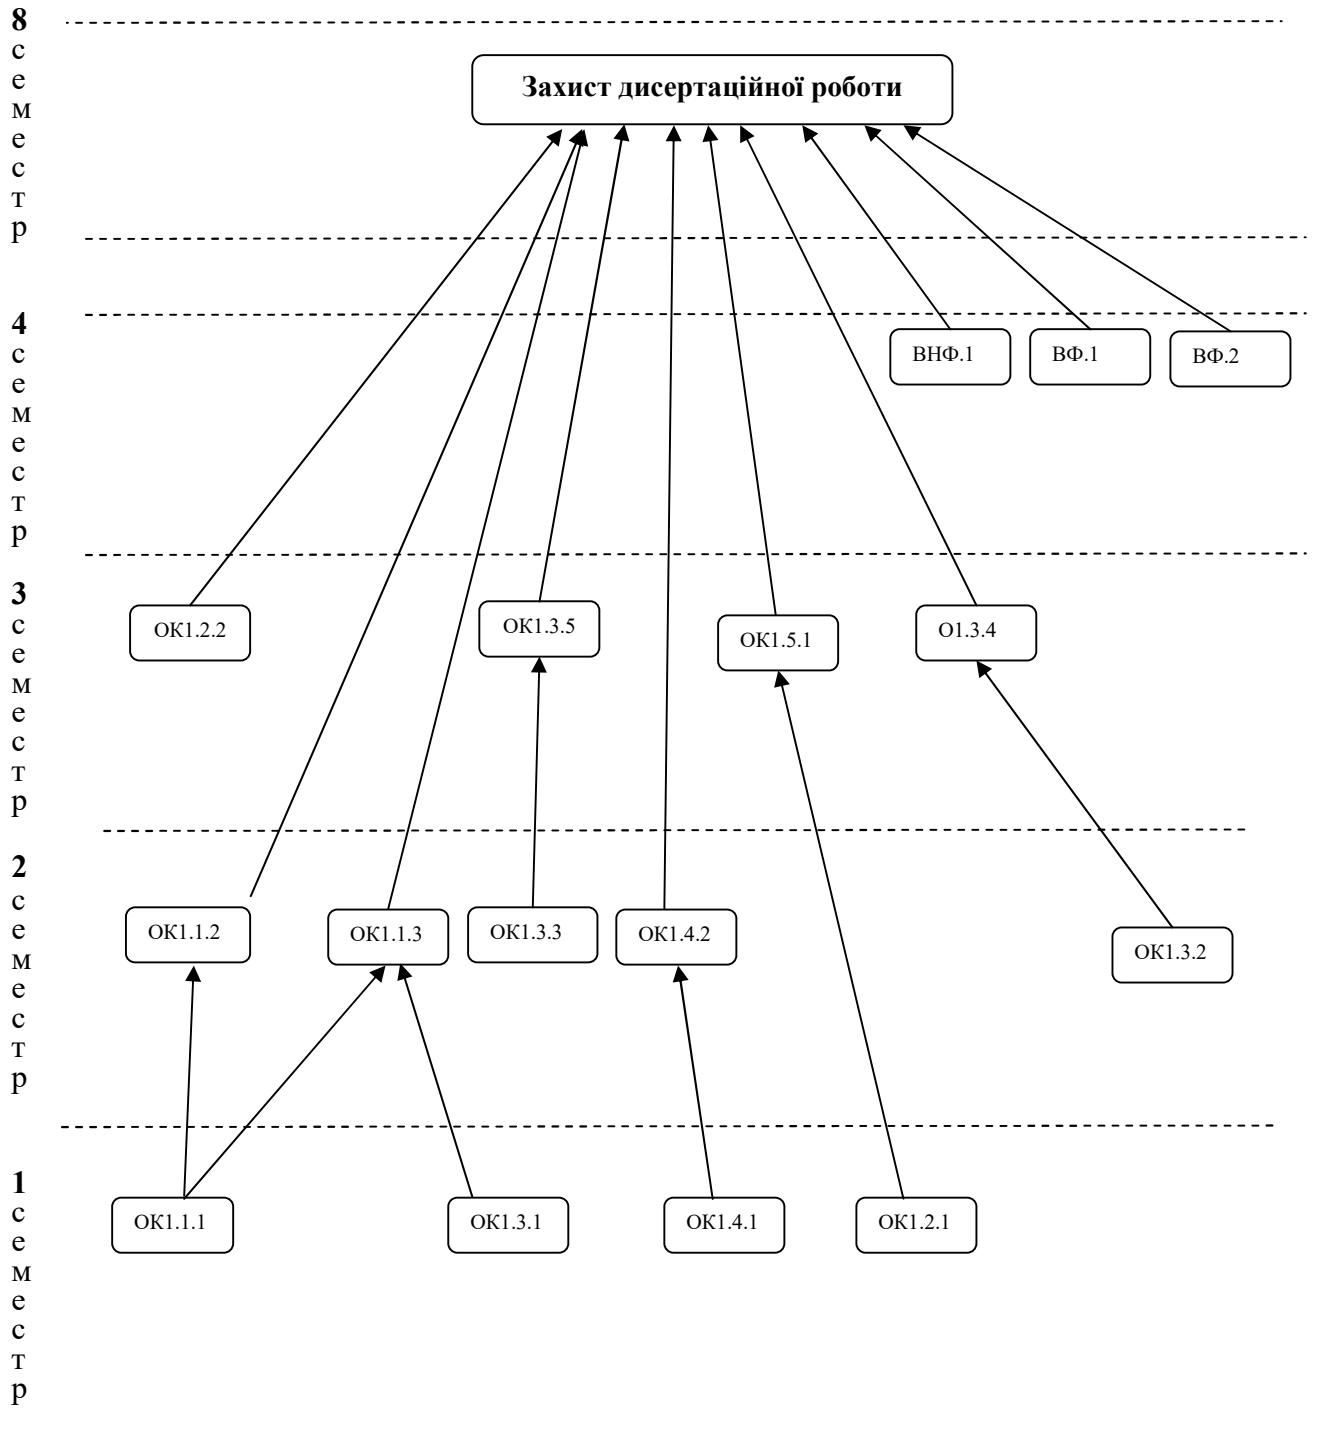 8
с
е
м
е
с
т
р
Захист дисертаційної роботи
4
с
е
м
е
с
т
р
ВНФ.1
ВФ.1
ВФ.2
3
с
е
м
е
с
т
р
ОК1.2.2
ОК1.3.5
ОК1.5.1
О1.3.4
2
с
е
м
е
с
т
р
ОК1.1.2
ОК1.1.3
ОК1.3.3
ОК1.4.2
ОК1.3.2
1
с
е
м
е
с
т
р
ОК1.1.1
ОК1.3.1
ОК1.4.1
ОК1.2.1